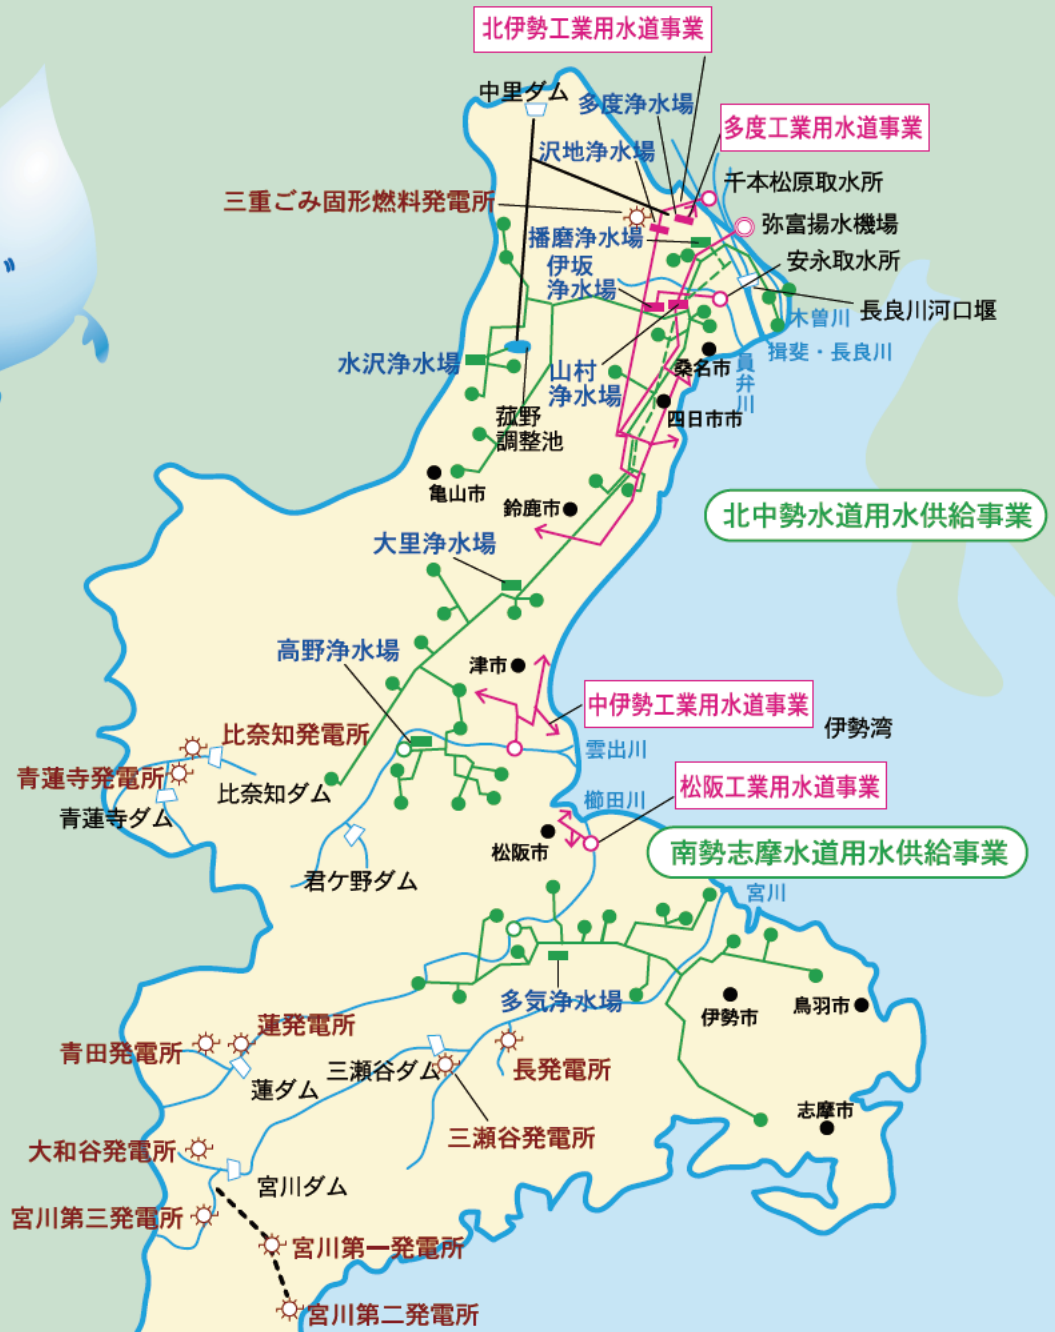 北伊勢工業用水道事業
中里ダム
多度浄水場
多度工業用水道事業
沢地浄水場
千本松原取水所
三重ごみ固形燃料発電所
弥富揚水機場
播磨浄水場
安永取水所
伊坂
浄水場
長良川河口堰
木曽川
揖斐・長良川
員弁川
水沢浄水場
山村
浄水場
桑名市
四日市市
菰野
調整池
亀山市
鈴鹿市
北中勢水道用水供給事業
大里浄水場
高野浄水場
津市
中伊勢工業用水道事業
伊勢湾
比奈知発電所
雲出川
青蓮寺発電所
比奈知ダム
松阪工業用水道事業
櫛田川
青蓮寺ダム
松阪市
南勢志摩水道用水供給事業
君ケ野ダム
宮川
多気浄水場
伊勢市
鳥羽市
蓮発電所
青田発電所
三瀬谷ダム
長発電所
蓮ダム
志摩市
三瀬谷発電所
大和谷発電所
宮川ダム
宮川第三発電所
宮川第一発電所
宮川第二発電所